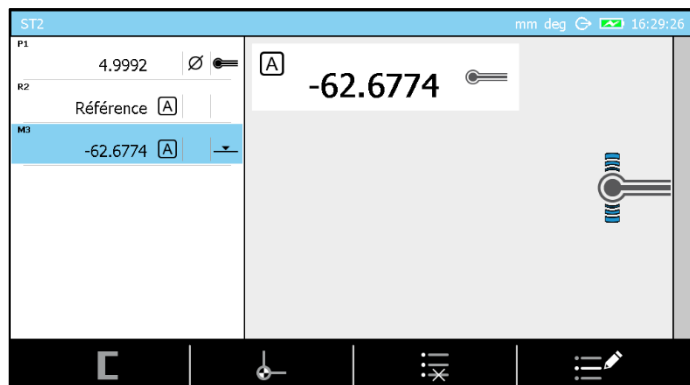 ST2
mm deg 16:29:26
P1
4.9992 Ø
R2
Référence A
M3
-62.6774 A
A
-62.6774